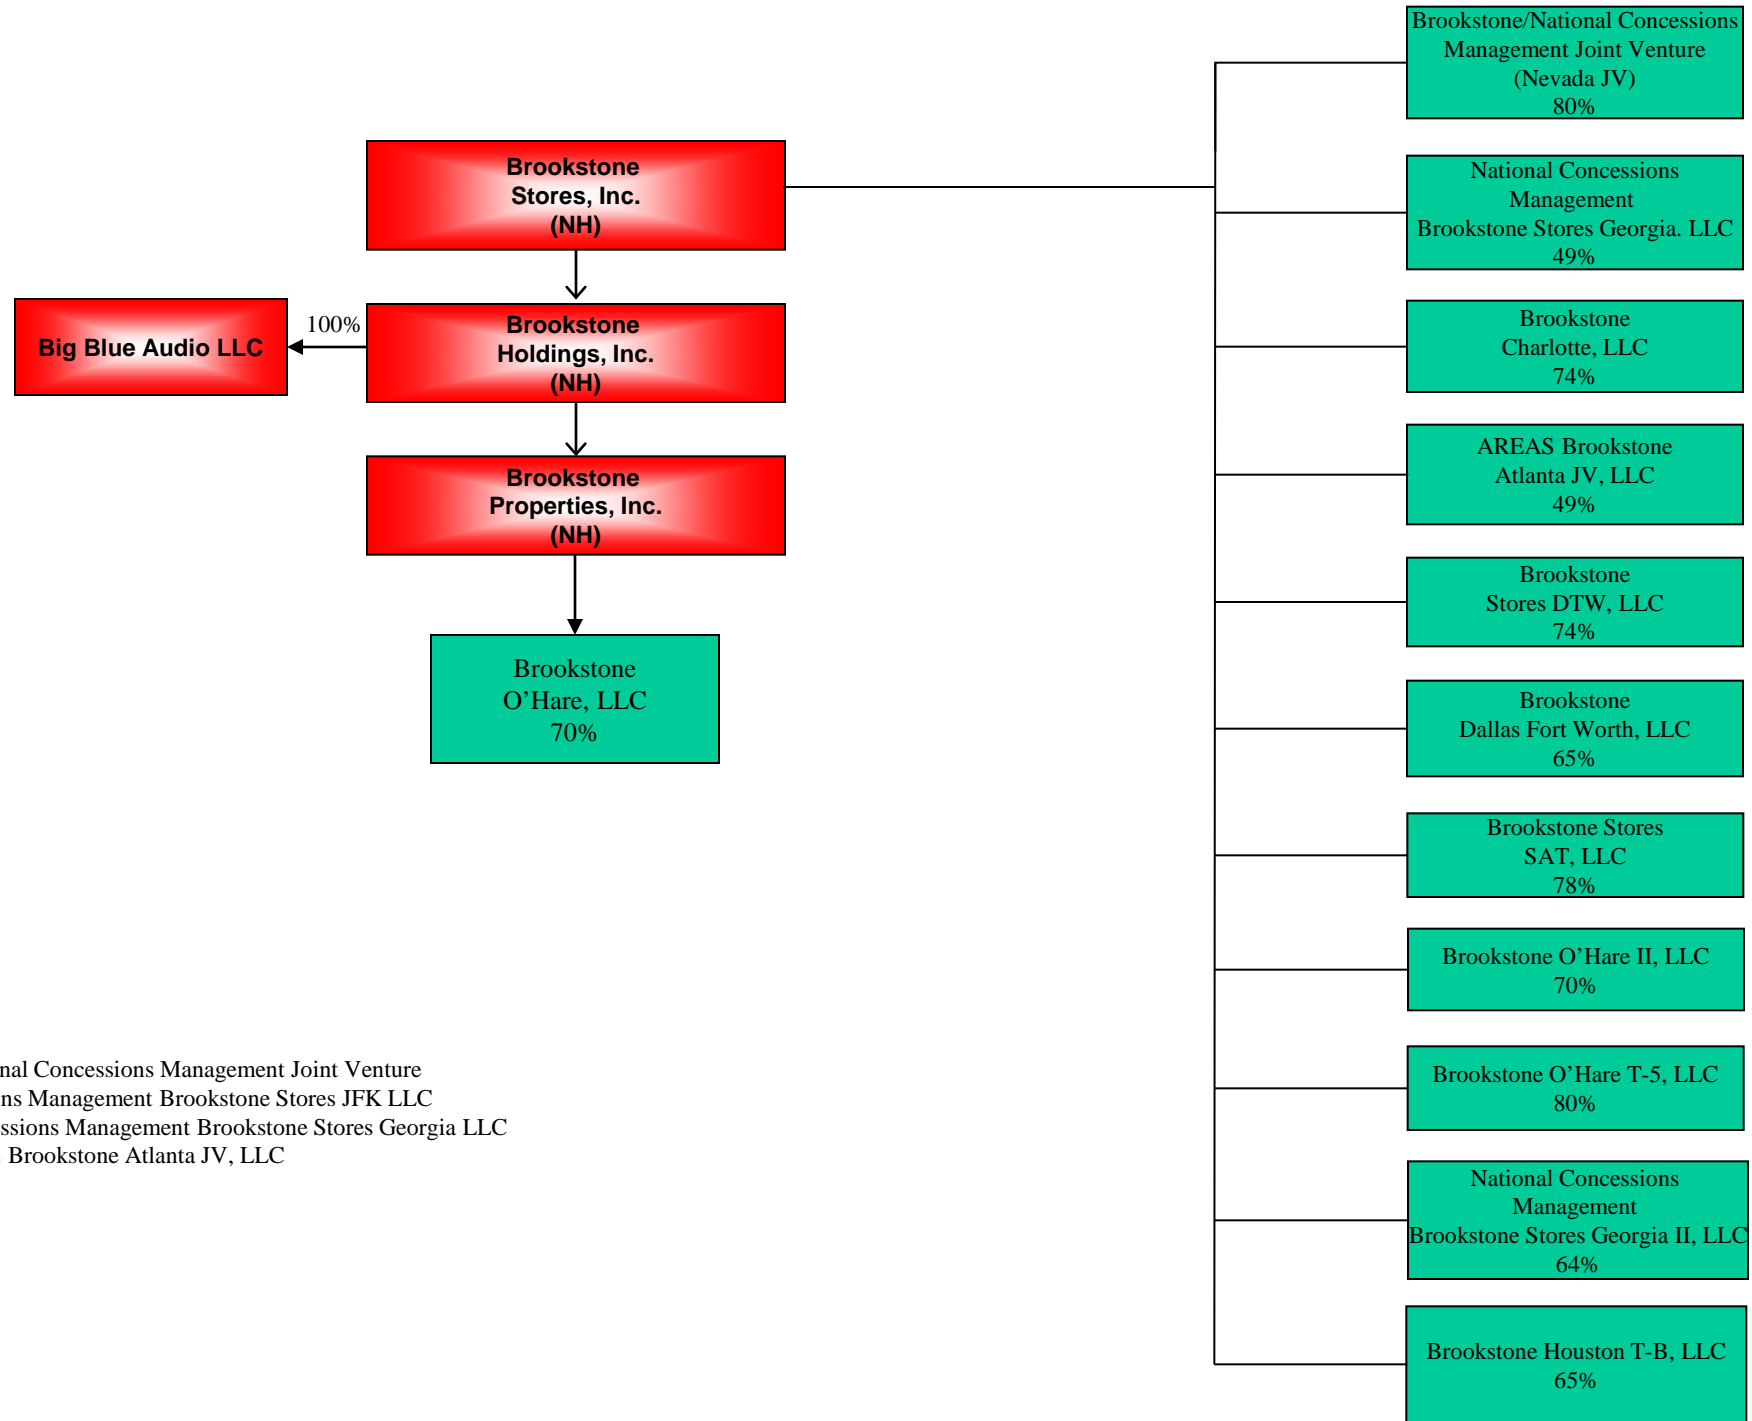 Brookstone/National Concessions
Management Joint Venture
(Nevada JV)
80%
Brookstone
Stores, Inc.
(NH)
National Concessions
Management
Brookstone Stores Georgia. LLC
49%
Big Blue Audio LLC
100%
Brookstone
Holdings, Inc.
(NH)
Brookstone
Charlotte, LLC
74%
Brookstone
Properties, Inc.
(NH)
AREAS Brookstone
Atlanta JV, LLC
49%
Brookstone
Stores DTW, LLC
74%
Brookstone
O’Hare, LLC
70%
Brookstone
Dallas Fort Worth, LLC
65%
Brookstone Stores
SAT, LLC
78%
Brookstone O’Hare II, LLC
70%
Brookstone O’Hare T-5, LLC
80%
nal Concessions Management Joint Venture
ns Management Brookstone Stores JFK LLC
ssions Management Brookstone Stores Georgia LLC
Brookstone Atlanta JV, LLC
National Concessions
Management
Brookstone Stores Georgia II, LLC
64%
Brookstone Houston T-B, LLC
65%